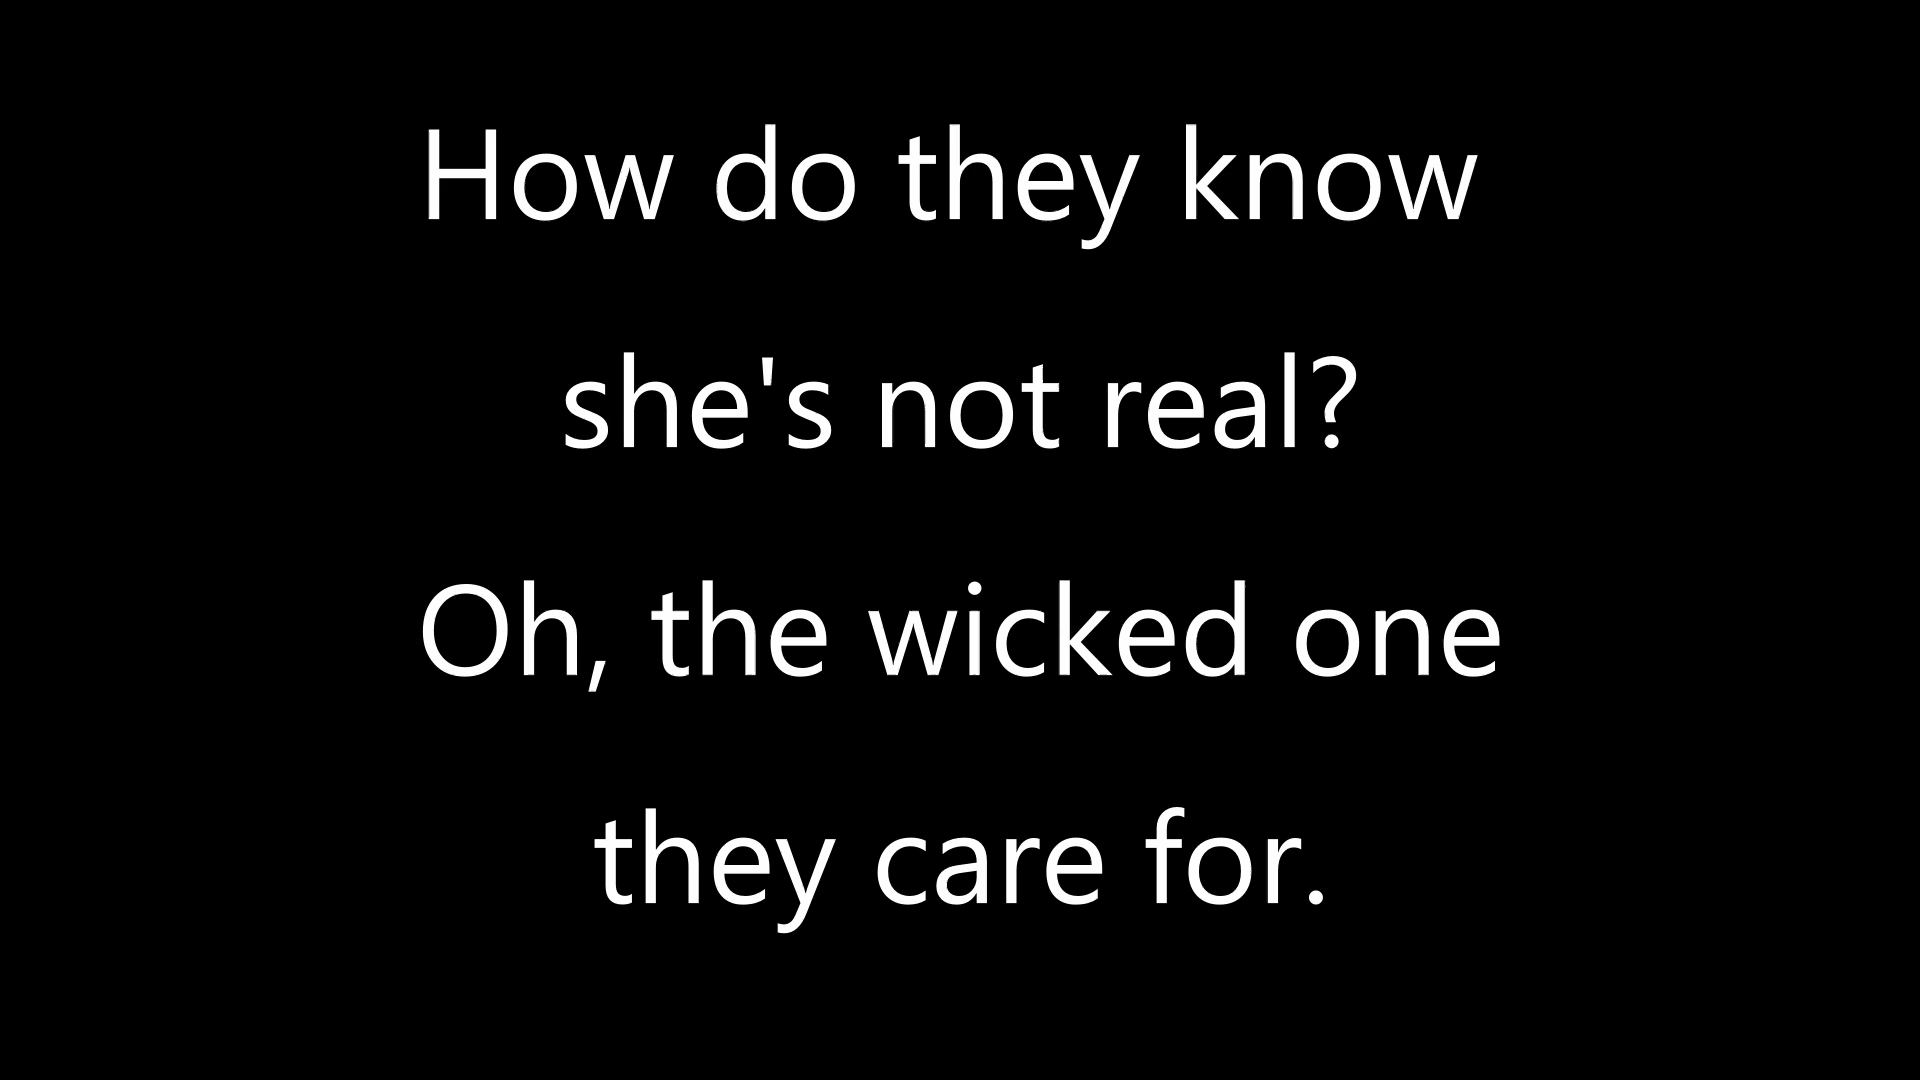 How do they know
she's not real?
Oh, the wicked one
they care for.